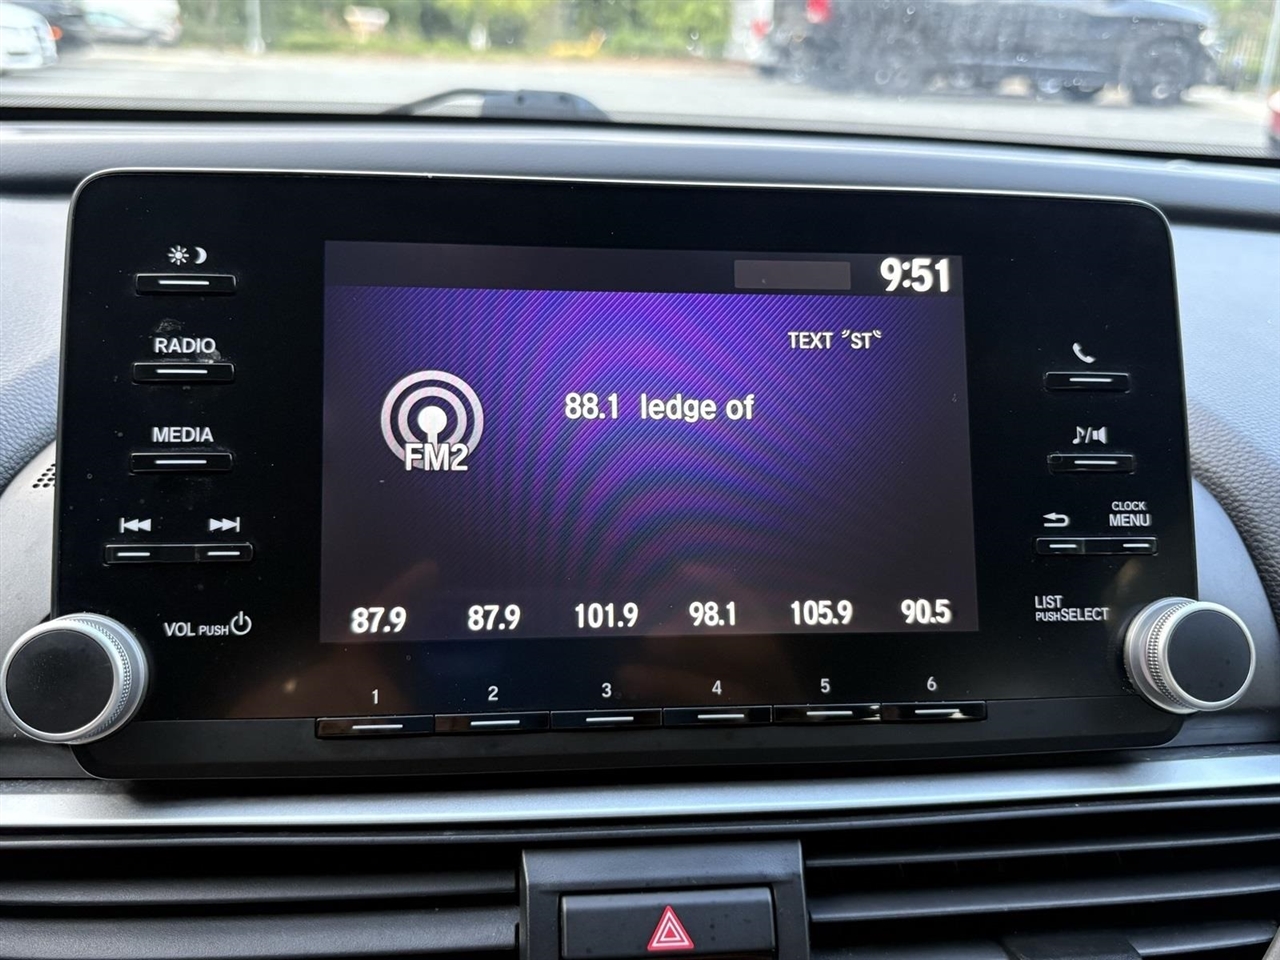 9:51
RADIO
TEXT "ST"
88.1 ledge of
FM2
MEDIA
CLOCK
MENU
VOL PUSH
LIST
PUSH SELECT
87.9 87.9 101.9 98.1 105.9 90.5
1 2 3 4 5 6